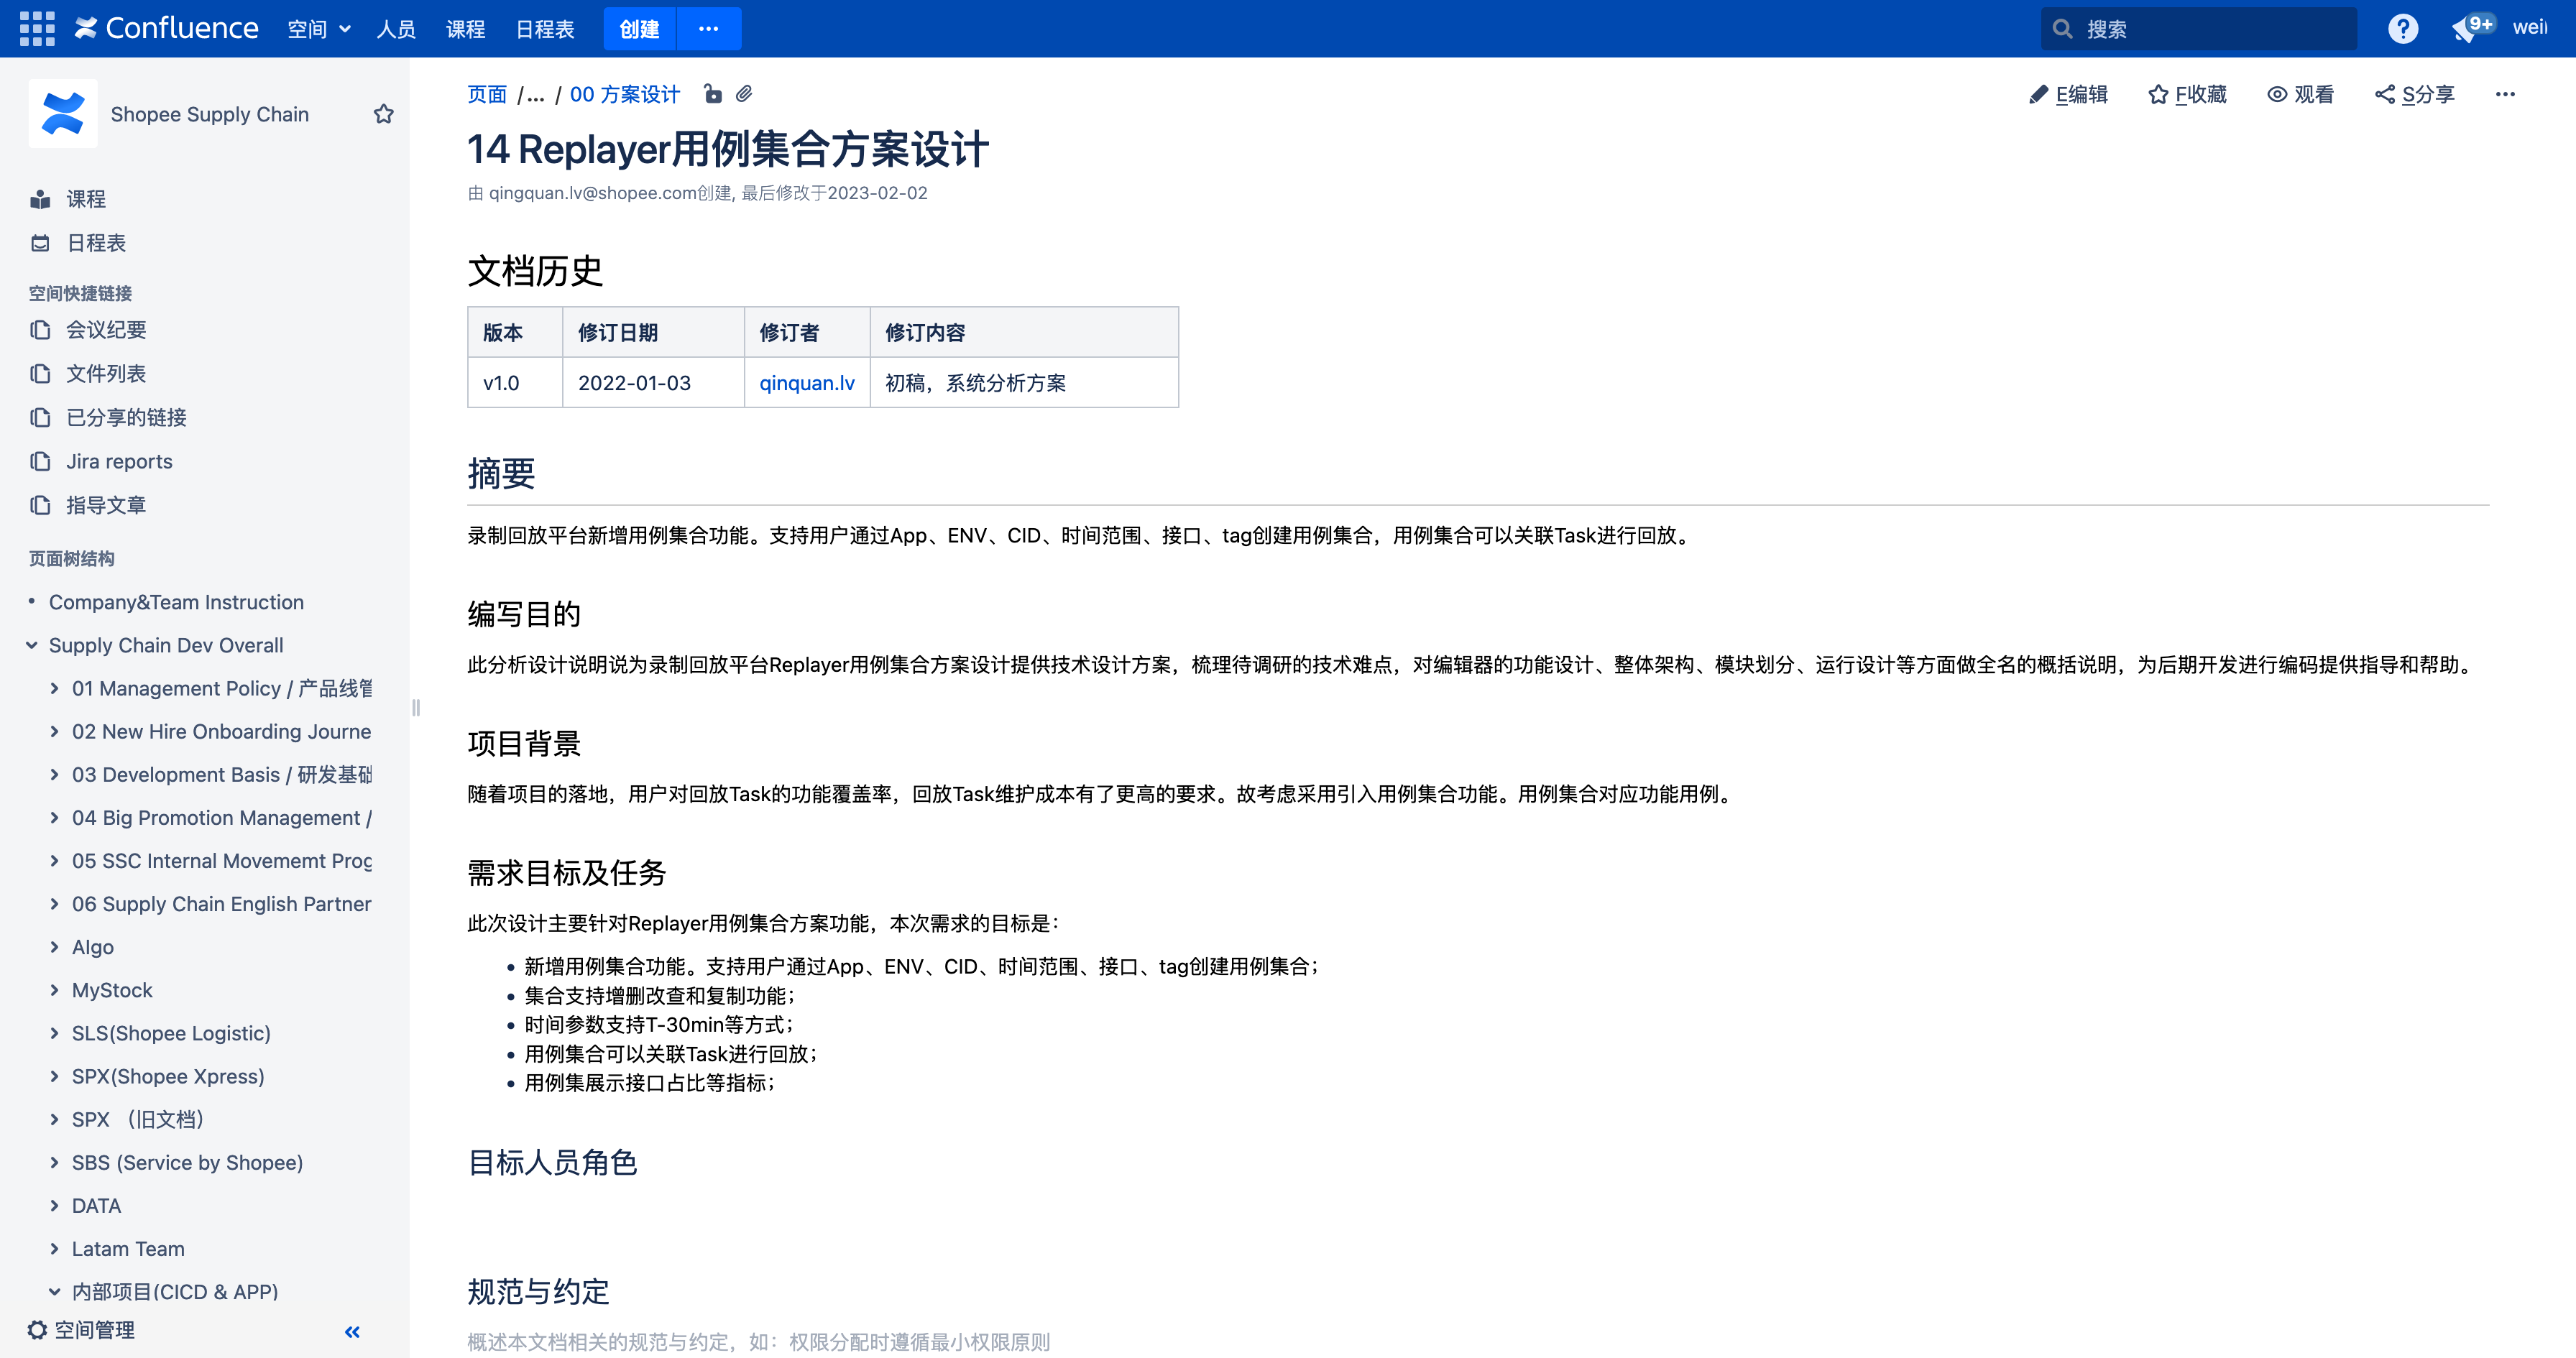 Confluence 空间 人员 课程 日程表 创建 ··· 搜索 9+ weil
Shopee Supply Chain
课程
日程表
空间快捷链接
会议纪要
文件列表
已分享的链接
Jira reports
指导文章
页面树结构
Company&Team Instruction
Supply Chain Dev Overall
01 Management Policy / 产品线管
02 New Hire Onboarding Journe
03 Development Basis / 研发基础
04 Big Promotion Management /
05 SSC Internal Movememt Prog
06 Supply Chain English Partner
Algo
MyStock
SLS(Shopee Logistic)
SPX(Shopee Xpress)
SPX （旧文档）
SBS (Service by Shopee)
DATA
Latam Team
内部项目(CICD & APP)
空间管理
页面 /... / 00 方案设计
E编辑 F收藏 观看 S分享 ···
14 Replayer用例集合方案设计
由 qingquan.lv@shopee.com创建, 最后修改于2023-02-02
文档历史
版本 修订日期 修订者 修订内容
v1.0 2022-01-03 qinquan.lv 初稿，系统分析方案
摘要
录制回放平台新增用例集合功能。支持用户通过App、ENV、CID、时间范围、接口、tag创建用例集合，用例集合可以关联Task进行回放。
编写目的
此分析设计说明说为录制回放平台Replayer用例集合方案设计提供技术设计方案，梳理待调研的技术难点，对编辑器的功能设计、整体架构、模块划分、运行设计等方面做全名的概括说明，为后期开发进行编码提供指导和帮助。
项目背景
随着项目的落地，用户对回放Task的功能覆盖率，回放Task维护成本有了更高的要求。故考虑采用引入用例集合功能。用例集合对应功能用例。
需求目标及任务
此次设计主要针对Replayer用例集合方案功能，本次需求的目标是：
• 新增用例集合功能。支持用户通过App、ENV、CID、时间范围、接口、tag创建用例集合；
• 集合支持增删改查和复制功能；
• 时间参数支持T-30min等方式；
• 用例集合可以关联Task进行回放；
• 用例集展示接口占比等指标；
目标人员角色
规范与约定
概述本文档相关的规范与约定，如：权限分配时遵循最小权限原则